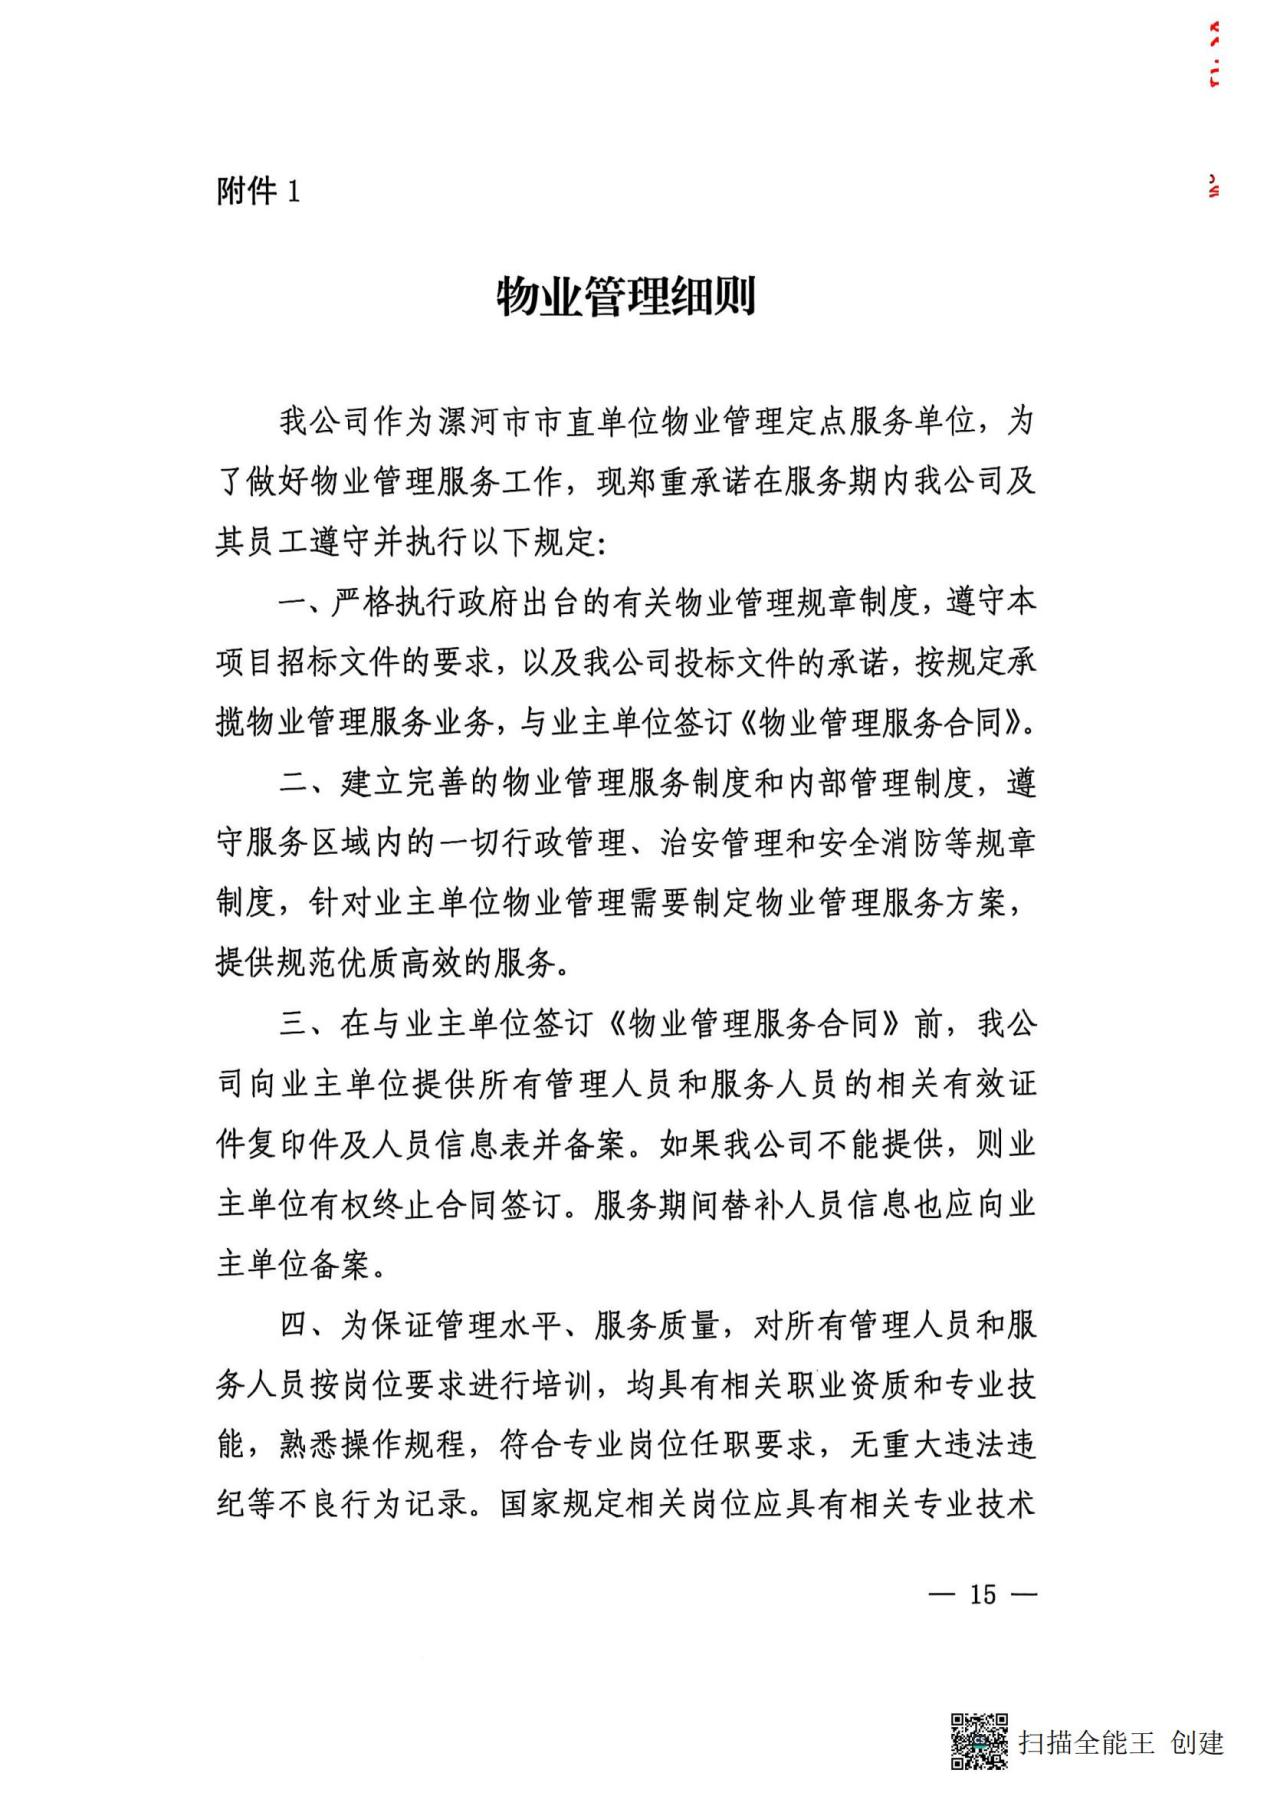 附件 1
物业管理细则
我公司作为漯河市市直单位物业管理定点服务单位，为
了做好物业管理服务工作，现郑重承诺在服务期内我公司及
其员工遵守并执行以下规定：
一、严格执行政府出台的有关物业管理规章制度，遵守本
项目招标文件的要求，以及我公司投标文件的承诺，按规定承
揽物业管理服务业务，与业主单位签订《物业管理服务合同》。
二、建立完善的物业管理服务制度和内部管理制度，遵
守服务区域内的一切行政管理、治安管理和安全消防等规章
制度，针对业主单位物业管理需要制定物业管理服务方案，
提供规范优质高效的服务。
三、在与业主单位签订《物业管理服务合同》前，我公
司向业主单位提供所有管理人员和服务人员的相关有效证
件复印件及人员信息表并备案。如果我公司不能提供，则业
主单位有权终止合同签订。服务期间替补人员信息也应向业
主单位备案。
四、为保证管理水平、服务质量，对所有管理人员和服
务人员按岗位要求进行培训，均具有相关职业资质和专业技
能，熟悉操作规程，符合专业岗位任职要求，无重大违法违
纪等不良行为记录。国家规定相关岗位应具有相关专业技术
— 15 —
扫描全能王 创建